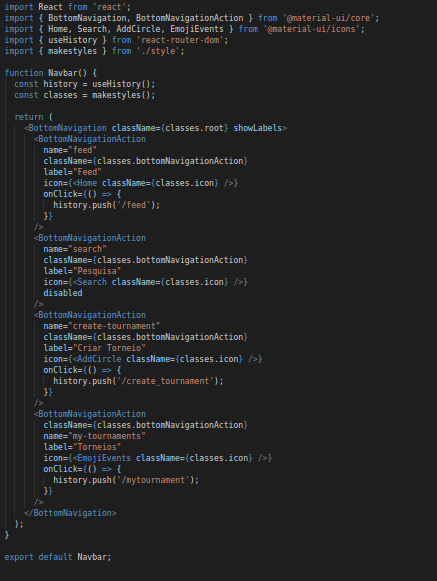 import React from 'react';
import { BottomNavigation, BottomNavigationAction } from '@material-ui/core';
import { Home, Search, AddCircle, EmojiEvents } from '@material-ui/icons';
import { useHistory } from 'react-router-dom';
import { makestyles } from './style';

function Navbar() {
  const history = useHistory();
  const classes = makestyles();

  return (
    <BottomNavigation className={classes.root} showLabels>
      <BottomNavigationAction
        name="feed"
        className={classes.bottomNavigationAction}
        label="Feed"
        icon={<Home className={classes.icon} />}
        onClick={() => {
          history.push('/feed');
        }}
      />
      <BottomNavigationAction
        name="search"
        className={classes.bottomNavigationAction}
        label="Pesquisa"
        icon={<Search className={classes.icon} />}
        disabled
      />
      <BottomNavigationAction
        name="create-tournament"
        className={classes.bottomNavigationAction}
        label="Criar Torneio"
        icon={<AddCircle className={classes.icon} />}
        onClick={() => {
          history.push('/create_tournament');
        }}
      />
      <BottomNavigationAction
        className={classes.bottomNavigationAction}
        name="my-tournaments"
        label="Torneios"
        icon={<EmojiEvents className={classes.icon} />}
        onClick={() => {
          history.push('/mytournament');
        }}
      />
    </BottomNavigation>
  );
}

export default Navbar;